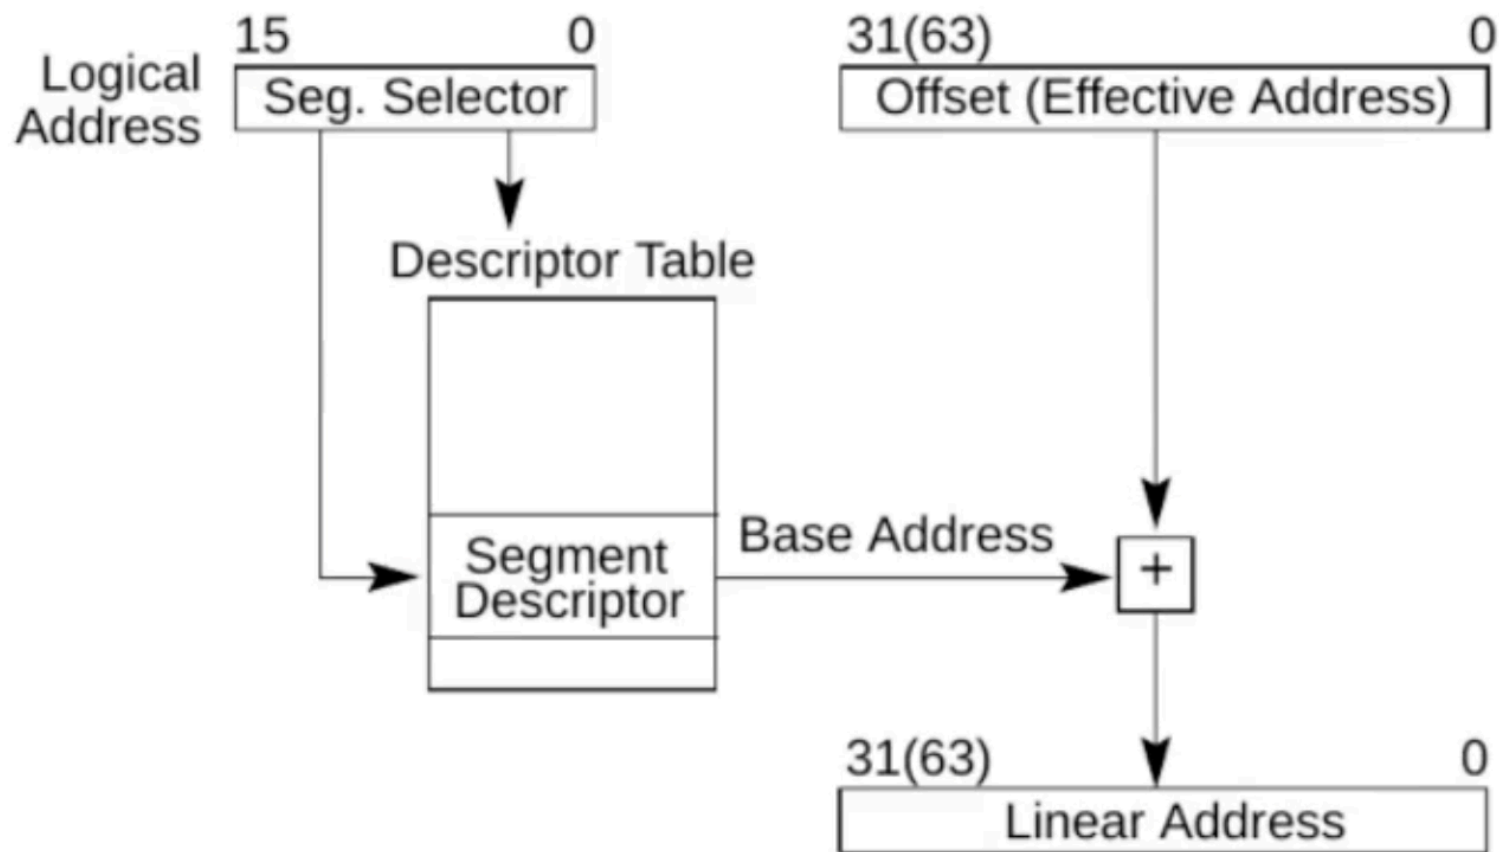 15 0 31(63) 0
Logical
Address
Seg. Selector
Offset (Effective Address)
Descriptor Table
Segment
Descriptor
Base Address
+
31(63) 0
Linear Address